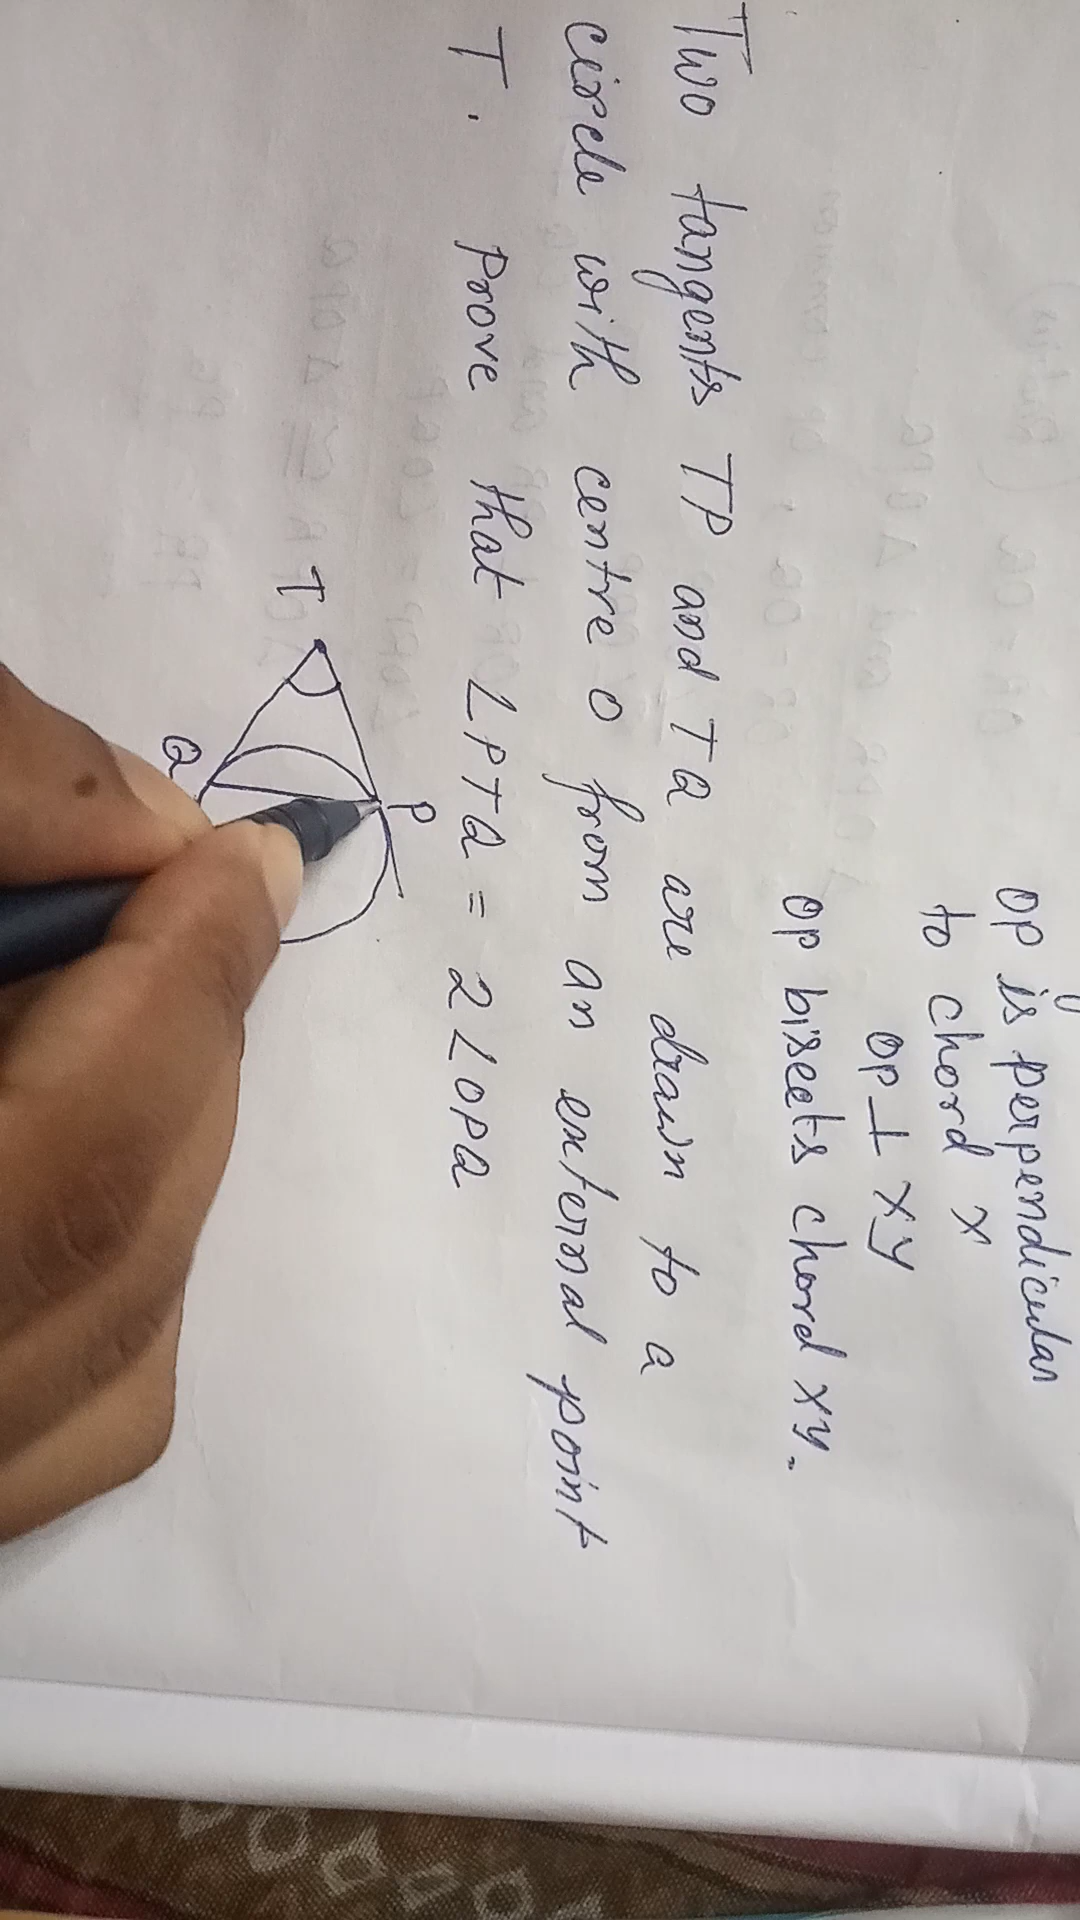 OP is perpendicular
to chord X
OP ⊥ XY
OP bisects chord XY.
Two tangents TP and TQ are drawn to a
circle with centre O from an external point
T. Prove that ∠PTQ = 2∠OPQ
T
P
Q